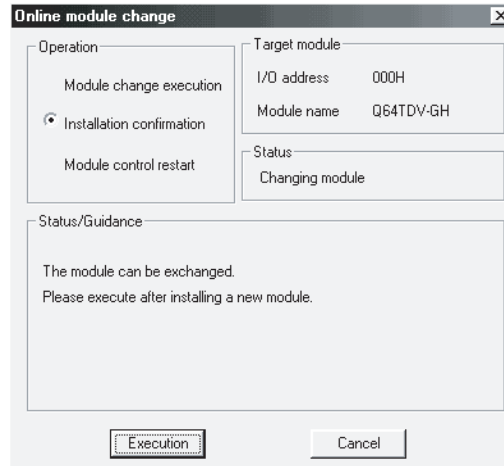 Online module change
Operation
Module change execution
Installation confirmation
Module control restart
Target module
I/O address 000H
Module name Q64TDV-GH
Status
Changing module
Status/Guidance
The module can be exchanged.
Please execute after installing a new module.
Execution
Cancel